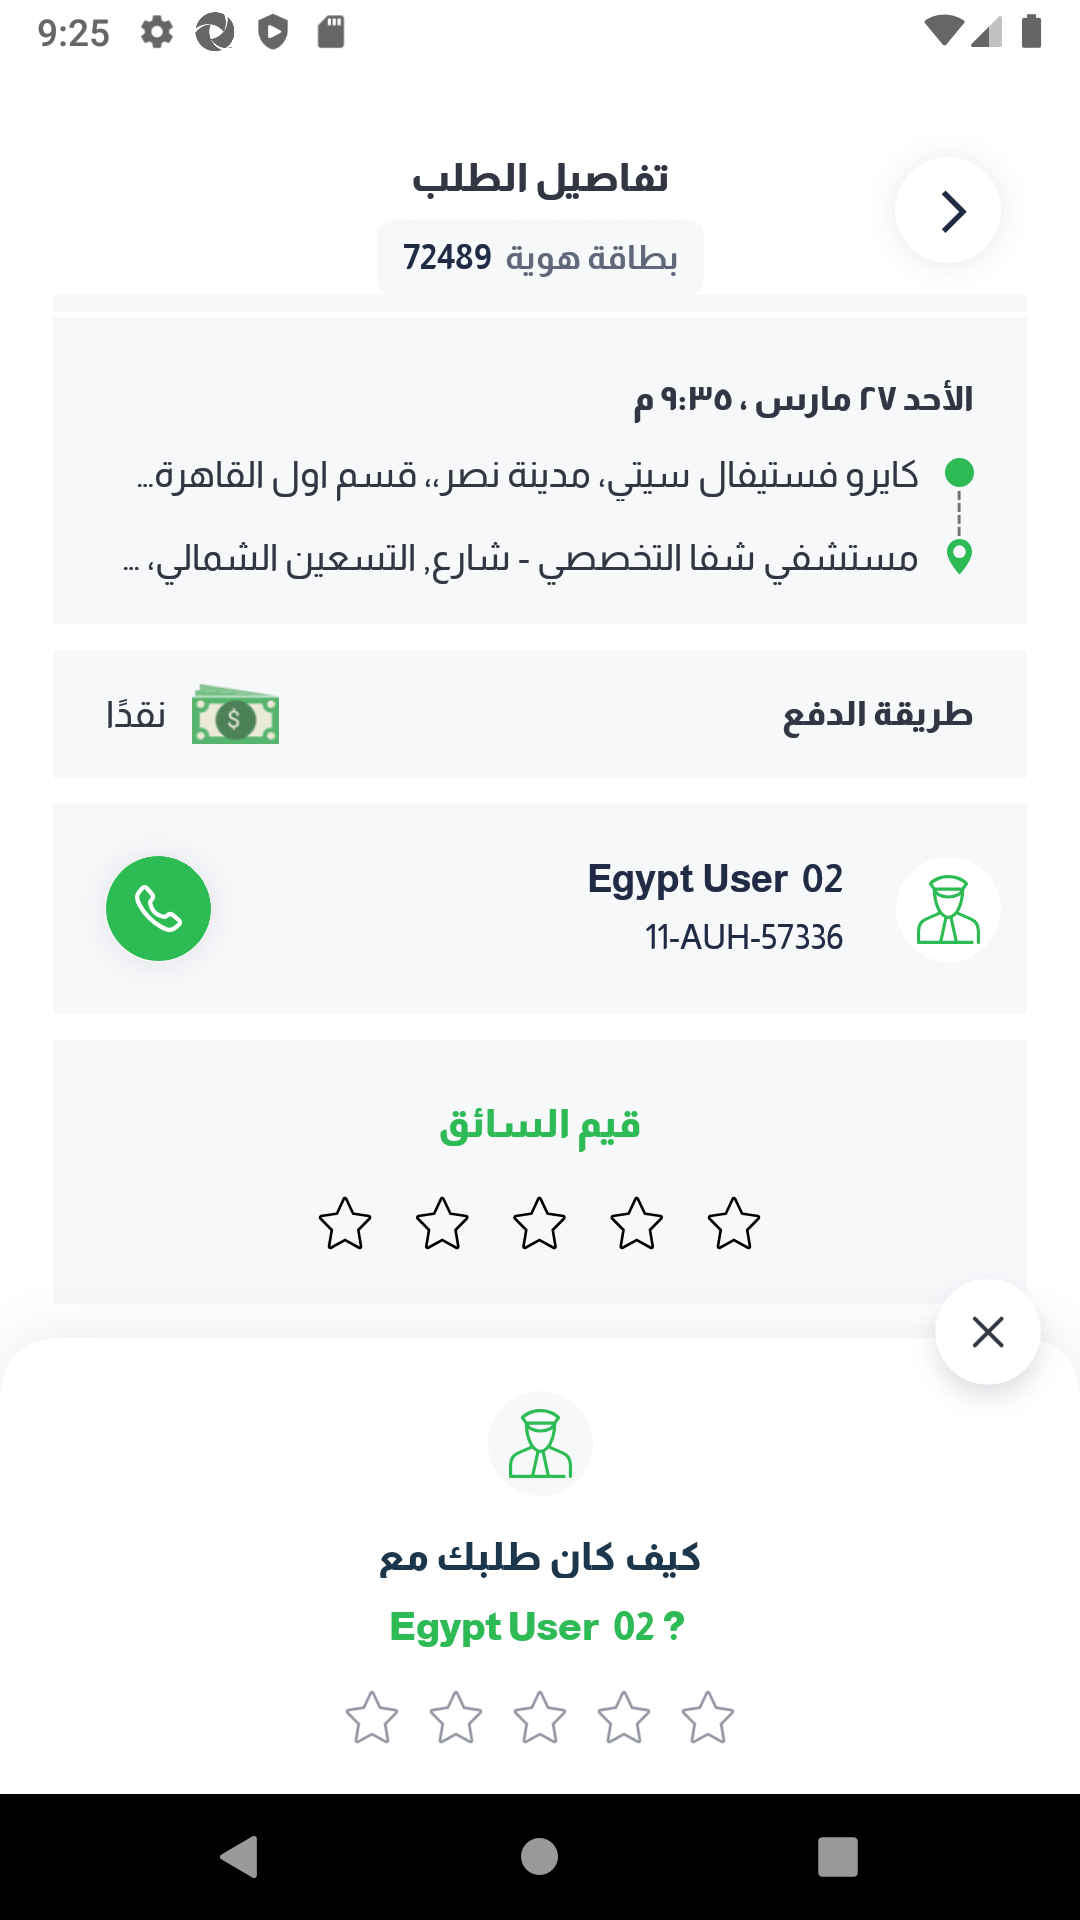 9:25
تفاصيل الطلب
بطاقة هوية 72489
الأحد ٢٧ مارس ، ٩:٣٥ م
كايرو فستيفال سيتي، مدينة نصر،، قسم اول القاهرة...
مستشفي شفا التخصصي - شارع, التسعين الشمالي، ...
طريقة الدفع
نقدًا
Egypt User 02
11-AUH-57336
قيم السائق
كيف كان طلبك مع
Egypt User 02 ?